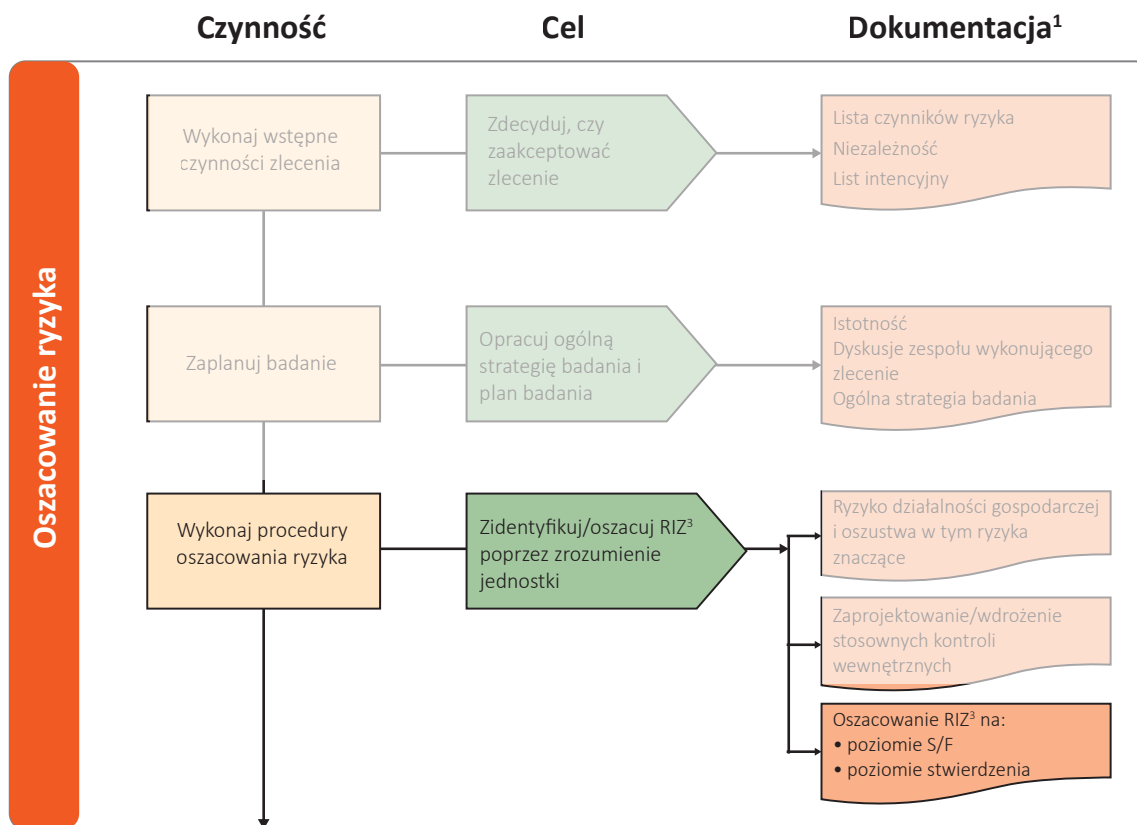 Czynność
Cel
Dokumentacja¹
Oszacowanie ryzyka
Wykonaj wstępne
czynności zlecenia
Zdecyduj, czy
zaakceptować
zlecenie
Lista czynników ryzyka
Niezależność
List intencyjny
Zaplanuj badanie
Opracuj ogólną
strategię badania i
plan badania
Istotność
Dyskusje zespołu wykonującego
zlecenie
Ogólna strategia badania
Wykonaj procedury
oszacowania ryzyka
Zidentyfikuj/oszacuj RIZ³
poprzez zrozumienie
jednostki
Ryzyko działalności gospodarczej
i oszustwa w tym ryzyka
znaczące
Zaprojektowanie/wdrożenie
stosownych kontroli
wewnętrznych
Oszacowanie RIZ³ na:
• poziomie S/F
• poziomie stwierdzenia